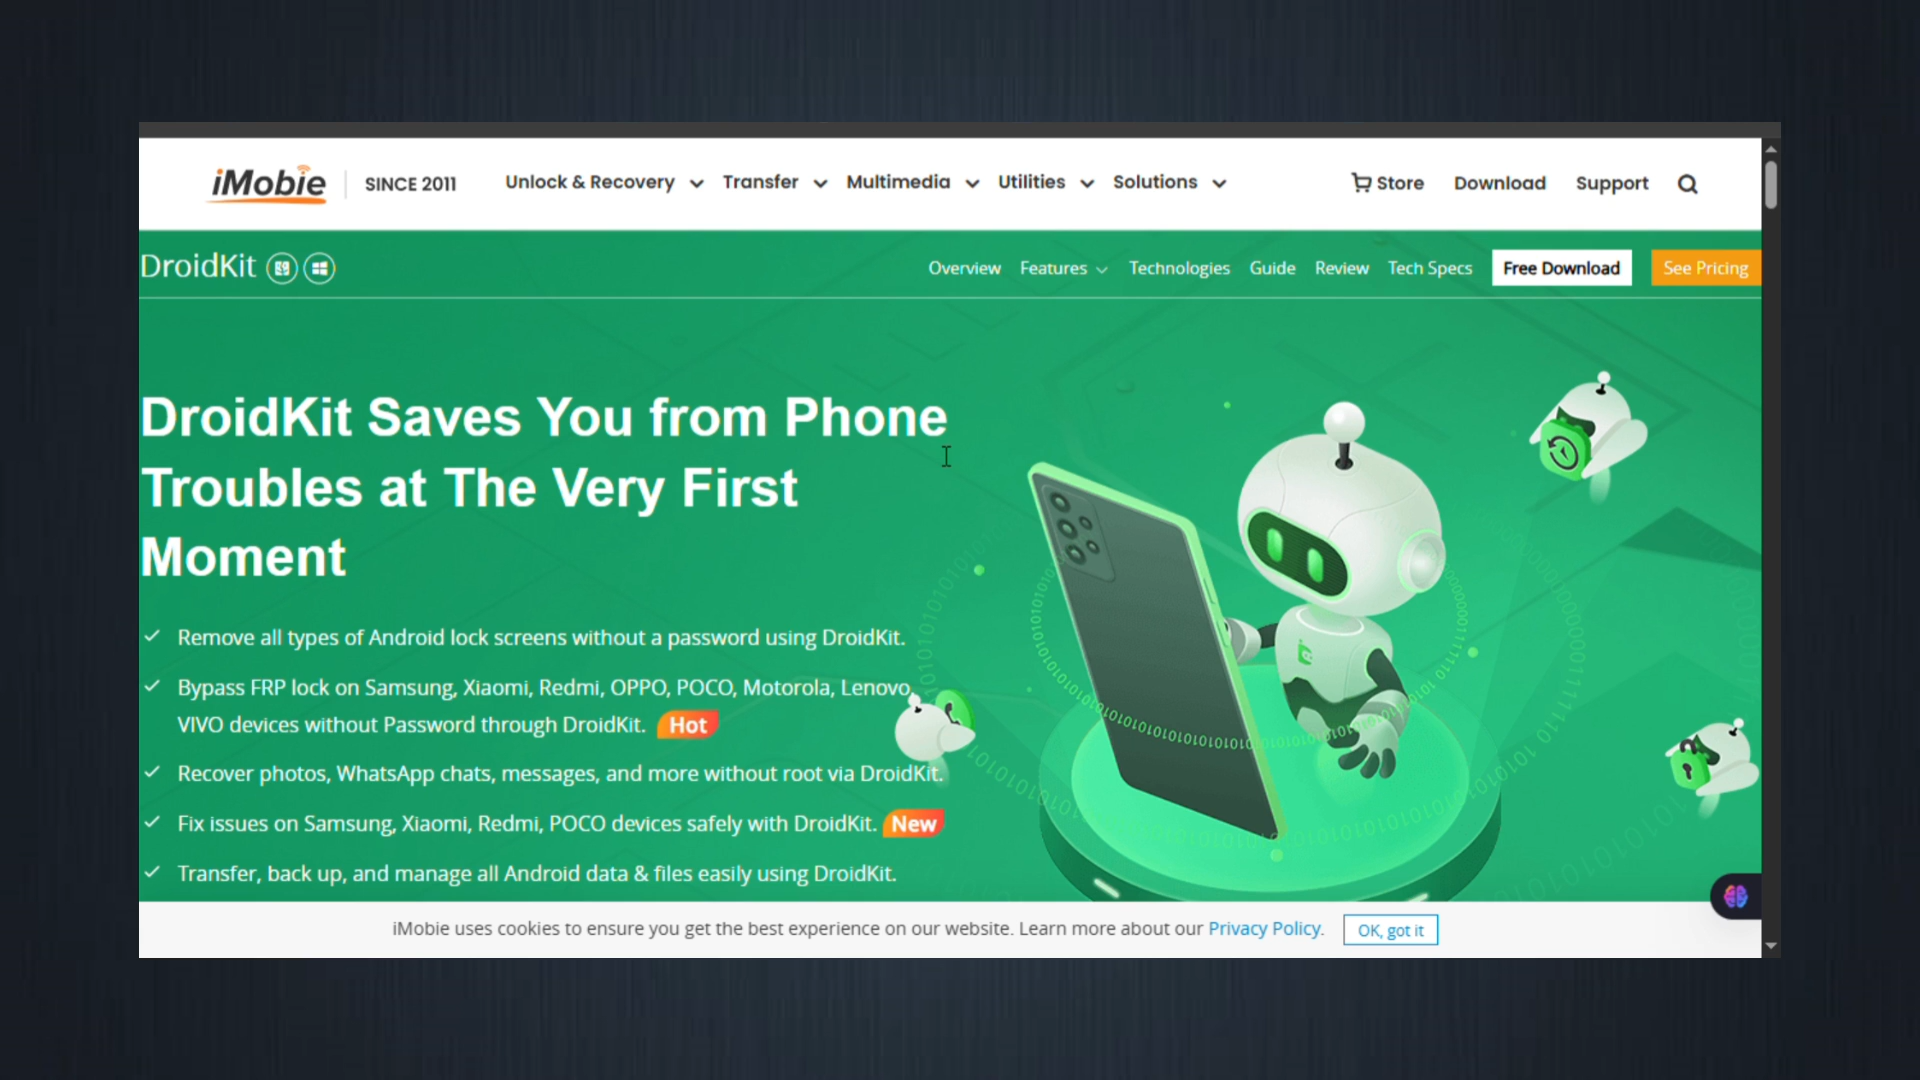 iMobie SINCE 2011 Unlock & Recovery Transfer Multimedia Utilities Solutions Store Download Support
DroidKit Overview Features Technologies Guide Review Tech Specs Free Download See Pricing
DroidKit Saves You from Phone
Troubles at The Very First
Moment
Remove all types of Android lock screens without a password using DroidKit.
Bypass FRP lock on Samsung, Xiaomi, Redmi, OPPO, POCO, Motorola, Lenovo,
VIVO devices without Password through DroidKit. Hot
Recover photos, WhatsApp chats, messages, and more without root via DroidKit.
Fix issues on Samsung, Xiaomi, Redmi, POCO devices safely with DroidKit. New
Transfer, back up, and manage all Android data & files easily using DroidKit.
iMobie uses cookies to ensure you get the best experience on our website. Learn more about our Privacy Policy. OK, got it